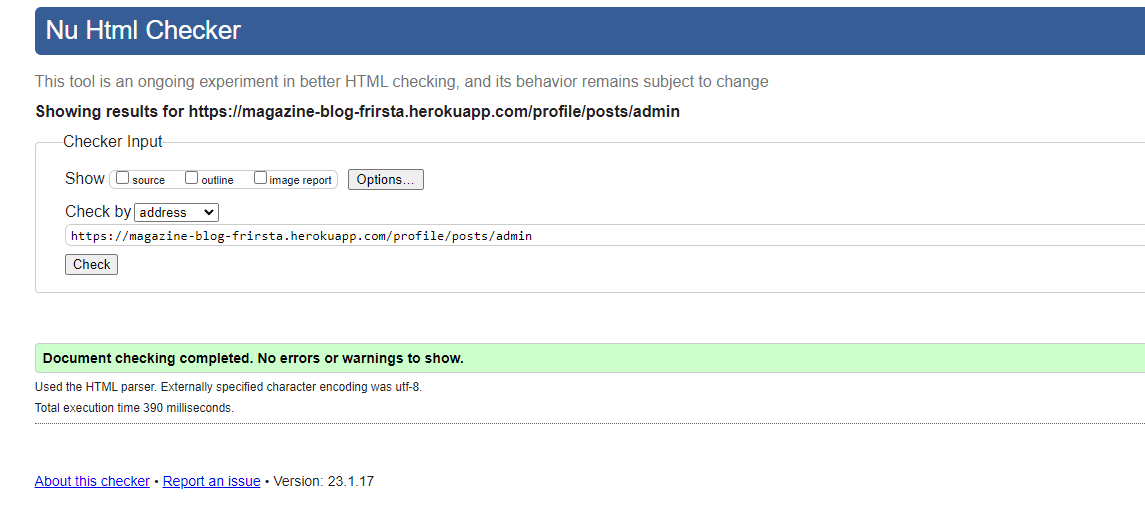 Nu Html Checker
This tool is an ongoing experiment in better HTML checking, and its behavior remains subject to change
Showing results for https://magazine-blog-frirsta.herokuapp.com/profile/posts/admin
Checker Input
Show source outline image report Options...
Check by address
https://magazine-blog-frirsta.herokuapp.com/profile/posts/admin
Check
Document checking completed. No errors or warnings to show.
Used the HTML parser. Externally specified character encoding was utf-8.
Total execution time 390 milliseconds.
About this checker • Report an issue • Version: 23.1.17